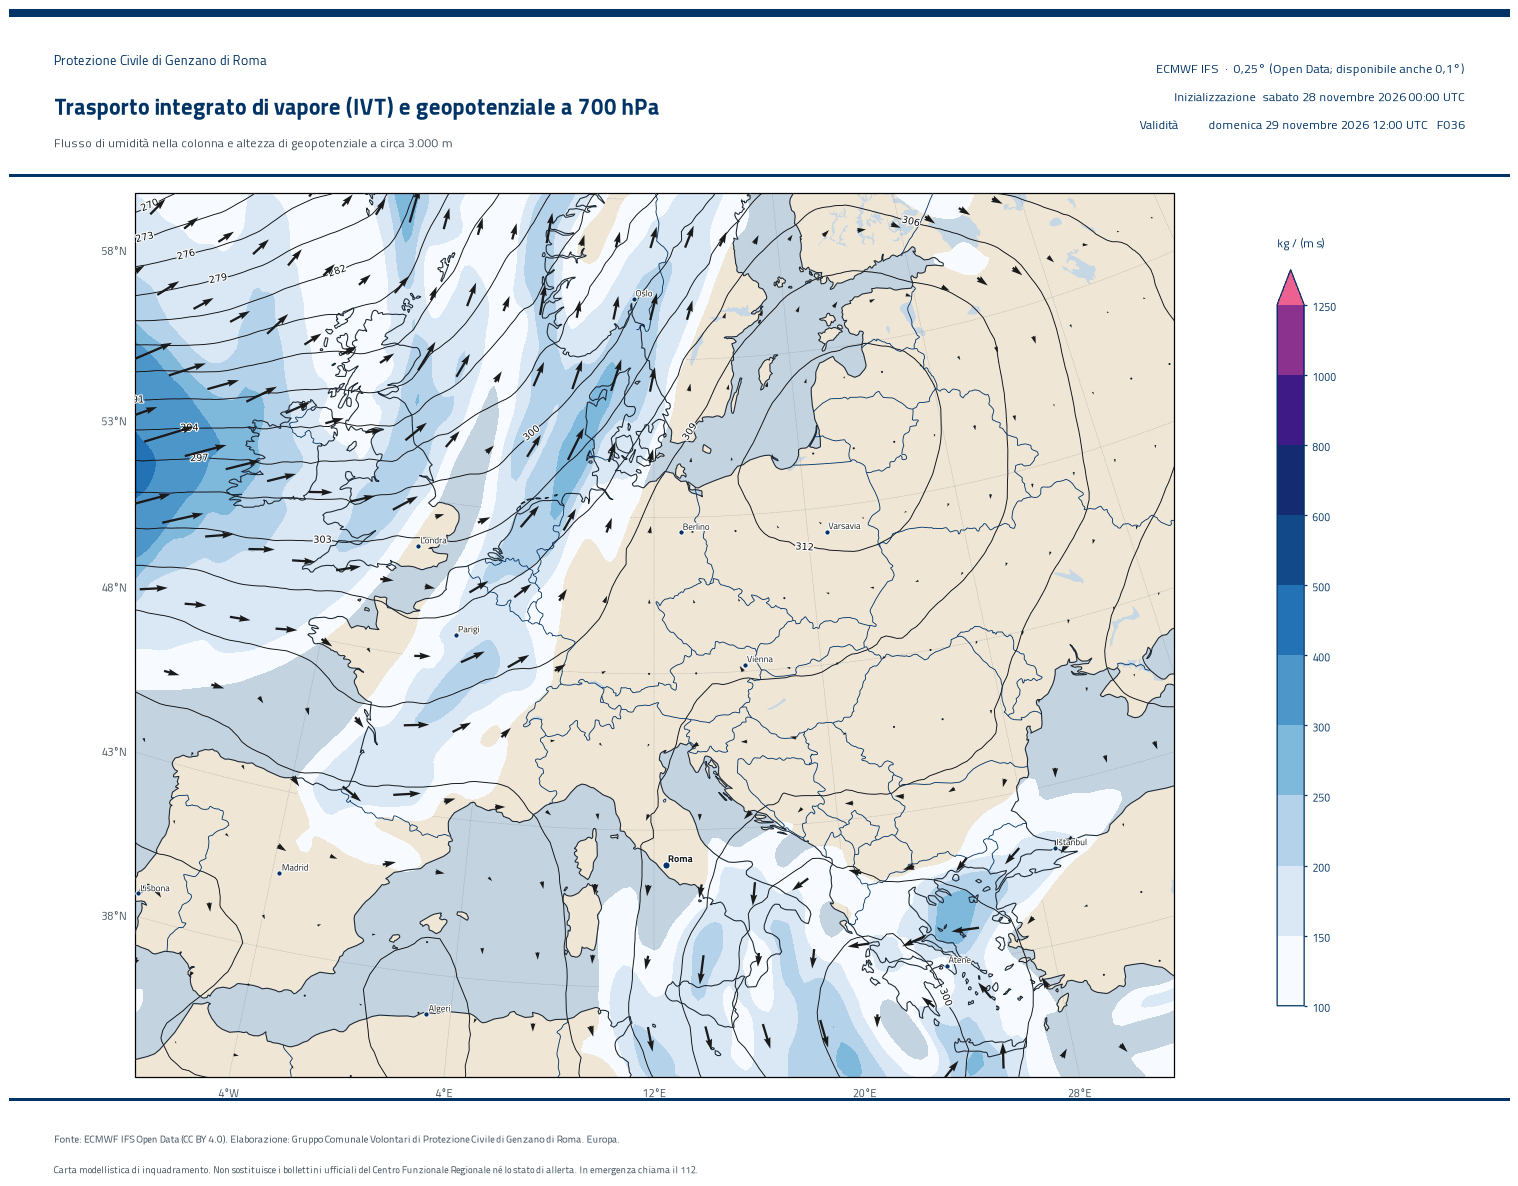 Protezione Civile di Genzano di Roma
Trasporto integrato di vapore (IVT) e geopotenziale a 700 hPa
Flusso di umidità nella colonna e altezza di geopotenziale a circa 3.000 m
ECMWF IFS · 0,25° (Open Data; disponibile anche 0,1°)
Inizializzazione sabato 28 novembre 2026 00:00 UTC
Validità domenica 29 novembre 2026 12:00 UTC F036
270
273
276
279
282
306
58°N
Oslo
91
294
297
300
309
53°N
303
Londra
Berlino
Varsavia
312
48°N
Parigi
Vienna
43°N
Madrid
Roma
Istanbul
Lisbona
38°N
Atene
300
Algeri
4°W
4°E
12°E
20°E
28°E
kg / (m s)
1250
1000
800
600
500
400
300
250
200
150
100
Fonte: ECMWF IFS Open Data (CC BY 4.0). Elaborazione: Gruppo Comunale Volontari di Protezione Civile di Genzano di Roma. Europa.
Carta modellistica di inquadramento. Non sostituisce i bollettini ufficiali del Centro Funzionale Regionale né lo stato di allerta. In emergenza chiama il 112.